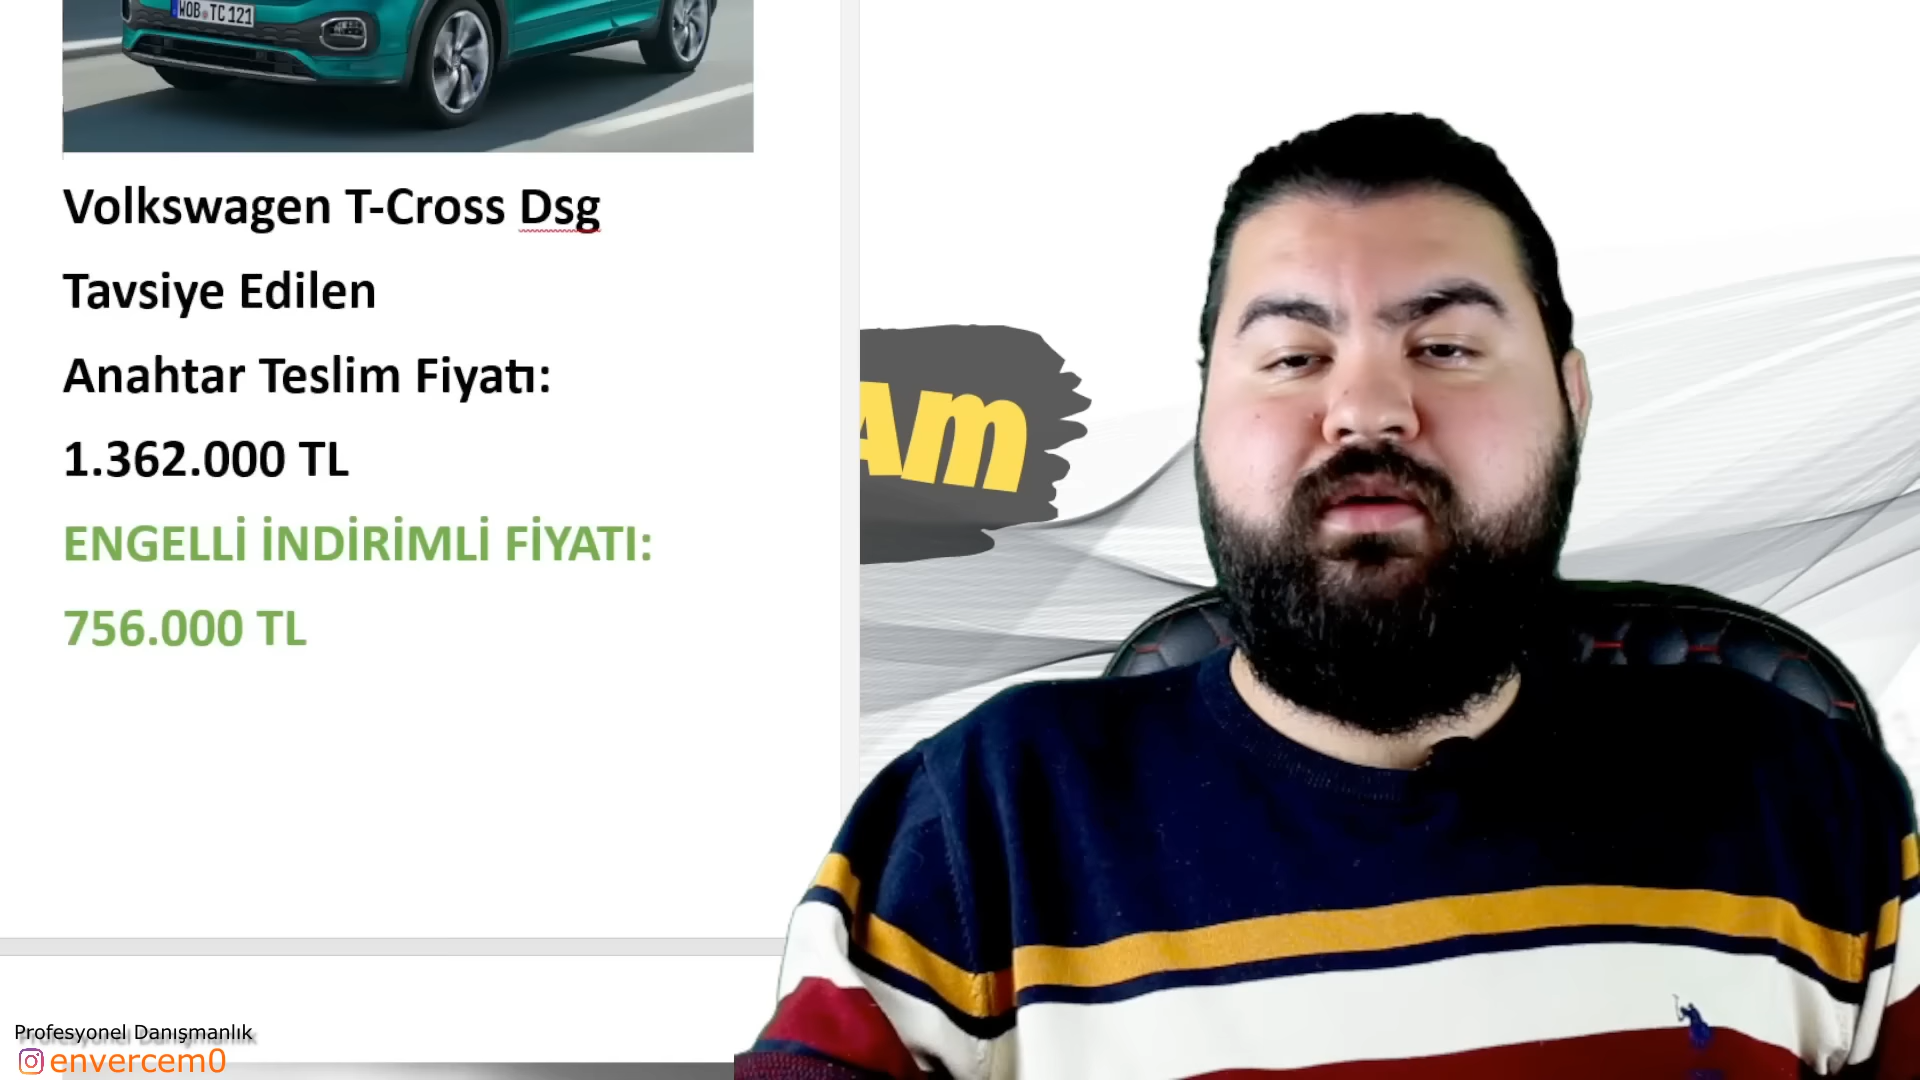 WOB TC 121
Volkswagen T-Cross Dsg
Tavsiye Edilen
Anahtar Teslim Fiyatı:
1.362.000 TL
ENGELLİ İNDİRİMLİ FİYATI:
756.000 TL
Am
Profesyonel Danışmanlık
envercem0